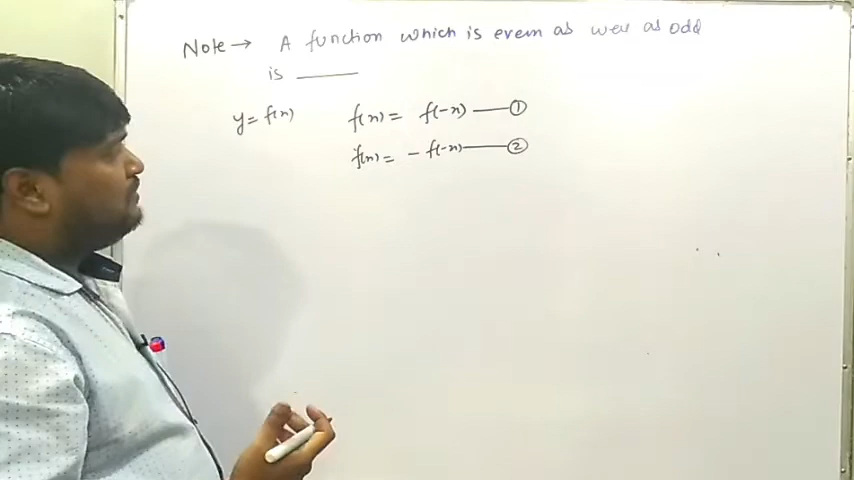 Note → A function which is even as well as odd
is ______
y = f(x) f(x) = f(-x) —— ①
f(x) = - f(-x) —— ②